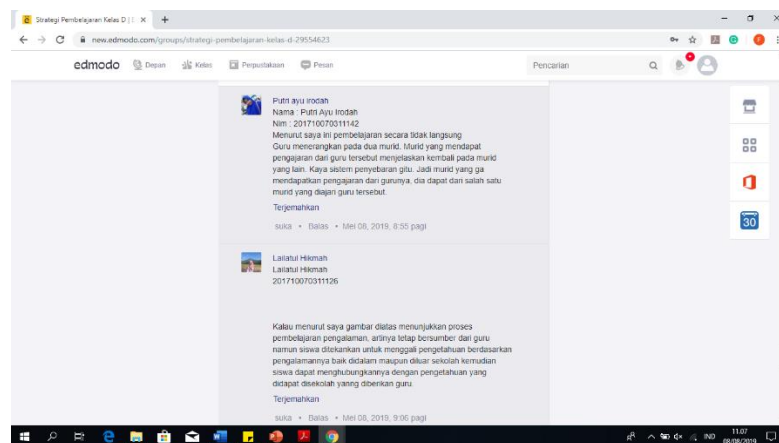 Strategi Pembelajaran Kelas D |
new.edmodo.com/groups/strategi-pembelajaran-kelas-d-29554623
edmodo Depan Kelas Perpustakaan Pesan Pencarian
Putri ayu irodah
Nama : Putri Ayu Irodah
Nim : 201710070311142
Menurut saya ini pembelajaran secara tidak langsung
Guru menerangkan pada dua murid. Murid yang mendapat
pengajaran dari guru tersebut menjelaskan kembali pada murid
yang lain. Kaya sistem penyebaran gitu. Jadi murid yang ga
mendapatkan pengajaran dari gurunya, dia dapat dari salah satu
murid yang diajari guru tersebut.
Terjemahkan
suka • Balas • Mei 08, 2019, 8:55 pagi
30
Lailatul Hikmah
Lailatul Hikmah
201710070311126
Kalau menurut saya gambar diatas menunjukkan proses
pembelajaran pengalaman, artinya tetap bersumber dari guru
namun siswa ditekankan untuk menggali pengetahuan berdasarkan
pengalamannya baik didalam maupun diluar sekolah kemudian
siswa dapat menghubungkannya dengan pengetahuan yang
didapat disekolah yanng diberikan guru.
Terjemahkan
suka • Balas • Mei 08, 2019, 9:06 pagi
IND
11.07
08/08/2019